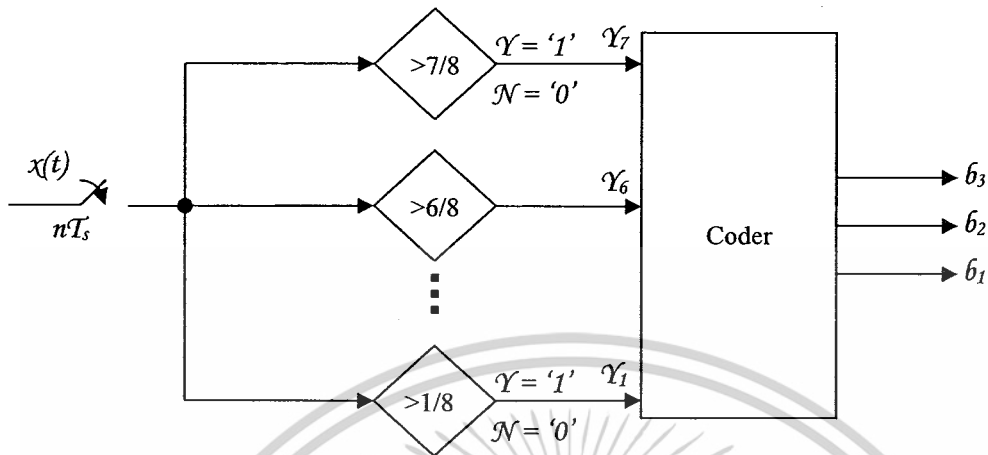 >7/8
Y = '1'
N = '0'
Y₇
x(t)
nTₛ
>6/8
Y₆
Coder
b₃
b₂
b₁
>1/8
Y = '1'
N = '0'
Y₁